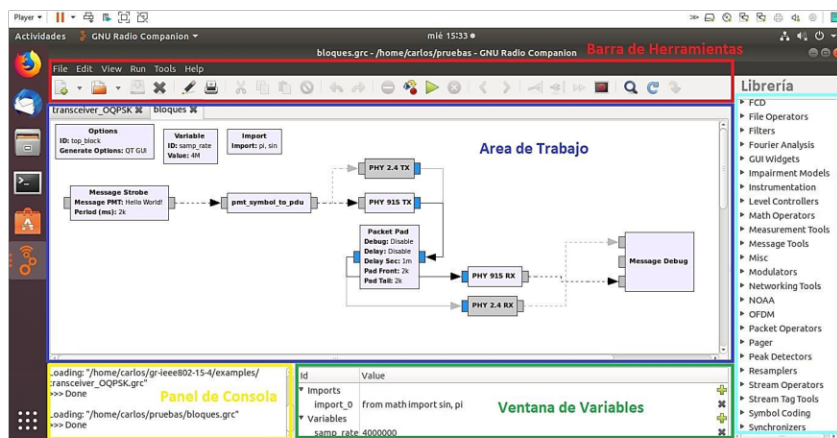 Player
Actividades GNU Radio Companion mié 15:33
bloques.grc - /home/carlos/pruebas - GNU Radio Companion
Barra de Herramientas
File Edit View Run Tools Help
transceiver_OQPSK bloques
Options
ID: top_block
Generate Options: QT GUI
Variable
ID: samp_rate
Value: 4M
Import
Import: pi, sin
Area de Trabajo
PHY 2.4 TX
Message Strobe
Message PMT: Hello World!
Period (ms): 2k
pmt_symbol_to_pdu
PHY 915 TX
Packet Pad
Debug: Disable
Delay: Disable
Delay Sec: 1m
Pad Front: 2k
Pad Tail: 2k
PHY 915 RX
PHY 2.4 RX
Message Debug
Librería
FCD
File Operators
Filters
Fourier Analysis
GUI Widgets
Impairment Models
Instrumentation
Level Controllers
Math Operators
Measurement Tools
Message Tools
Misc
Modulators
Networking Tools
NOAA
OFDM
Packet Operators
Pager
Peak Detectors
Resamplers
Stream Operators
Stream Tag Tools
Symbol Coding
Synchronizers
Loading: "/home/carlos/gr-ieee802-15-4/examples/
transceiver_OQPSK.grc"
>>> Done
Loading: "/home/carlos/pruebas/bloques.grc"
>>> Done
Panel de Consola
Id Value
Imports
import_0 from math import sin, pi
Variables
samp_rate 4000000
Ventana de Variables